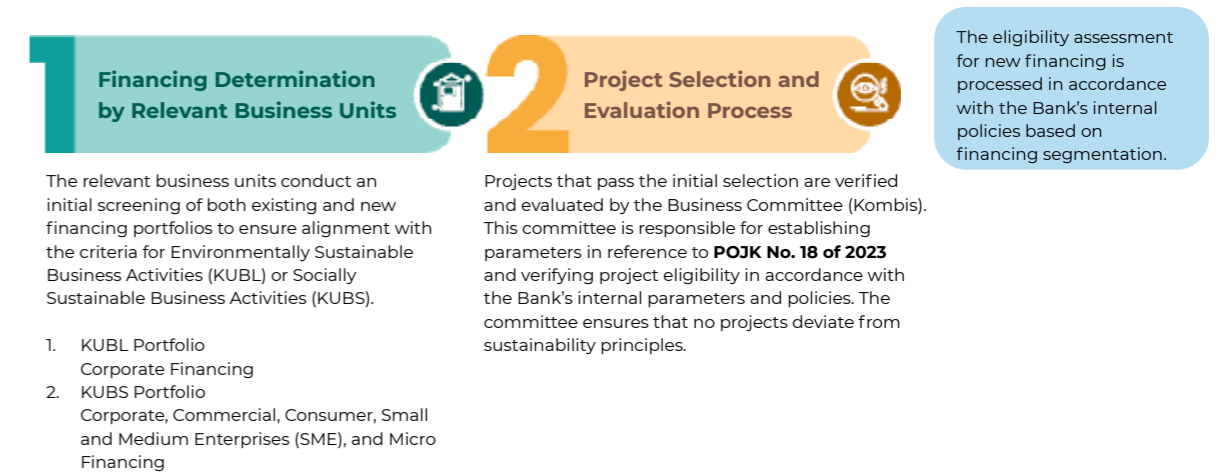 1
Financing Determination
by Relevant Business Units
The relevant business units conduct an
initial screening of both existing and new
financing portfolios to ensure alignment with
the criteria for Environmentally Sustainable
Business Activities (KUBL) or Socially
Sustainable Business Activities (KUBS).
1. KUBL Portfolio
Corporate Financing
2. KUBS Portfolio
Corporate, Commercial, Consumer, Small
and Medium Enterprises (SME), and Micro
Financing
2
Project Selection and
Evaluation Process
Projects that pass the initial selection are verified
and evaluated by the Business Committee (Kombis).
This committee is responsible for establishing
parameters in reference to POJK No. 18 of 2023
and verifying project eligibility in accordance with
the Bank's internal parameters and policies. The
committee ensures that no projects deviate from
sustainability principles.
The eligibility assessment
for new financing is
processed in accordance
with the Bank's internal
policies based on
financing segmentation.